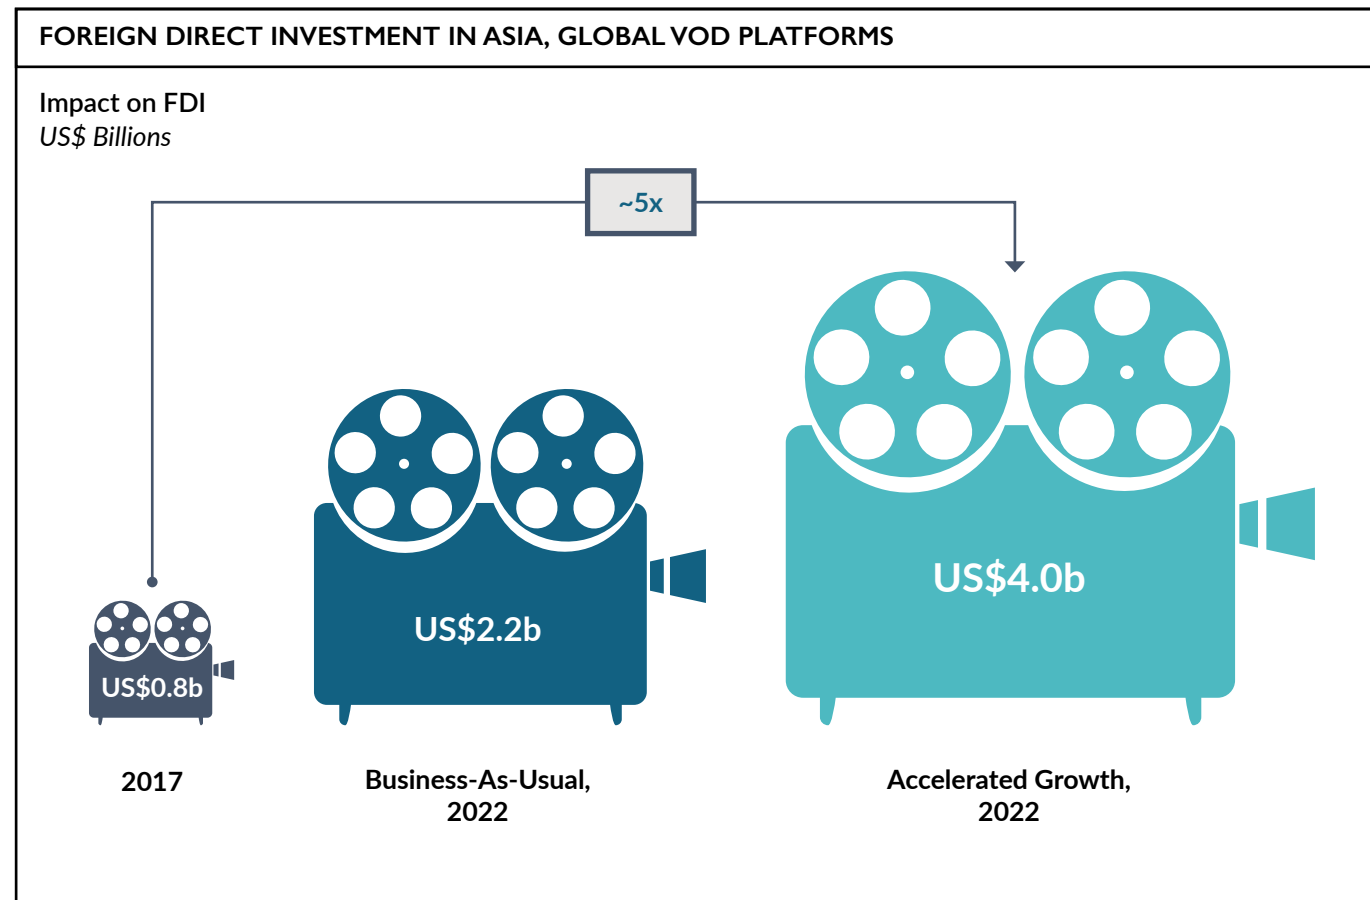 FOREIGN DIRECT INVESTMENT IN ASIA, GLOBAL VOD PLATFORMS
Impact on FDI
US$ Billions
~5x
US$0.8b
US$2.2b
US$4.0b
2017
Business-As-Usual,
2022
Accelerated Growth,
2022